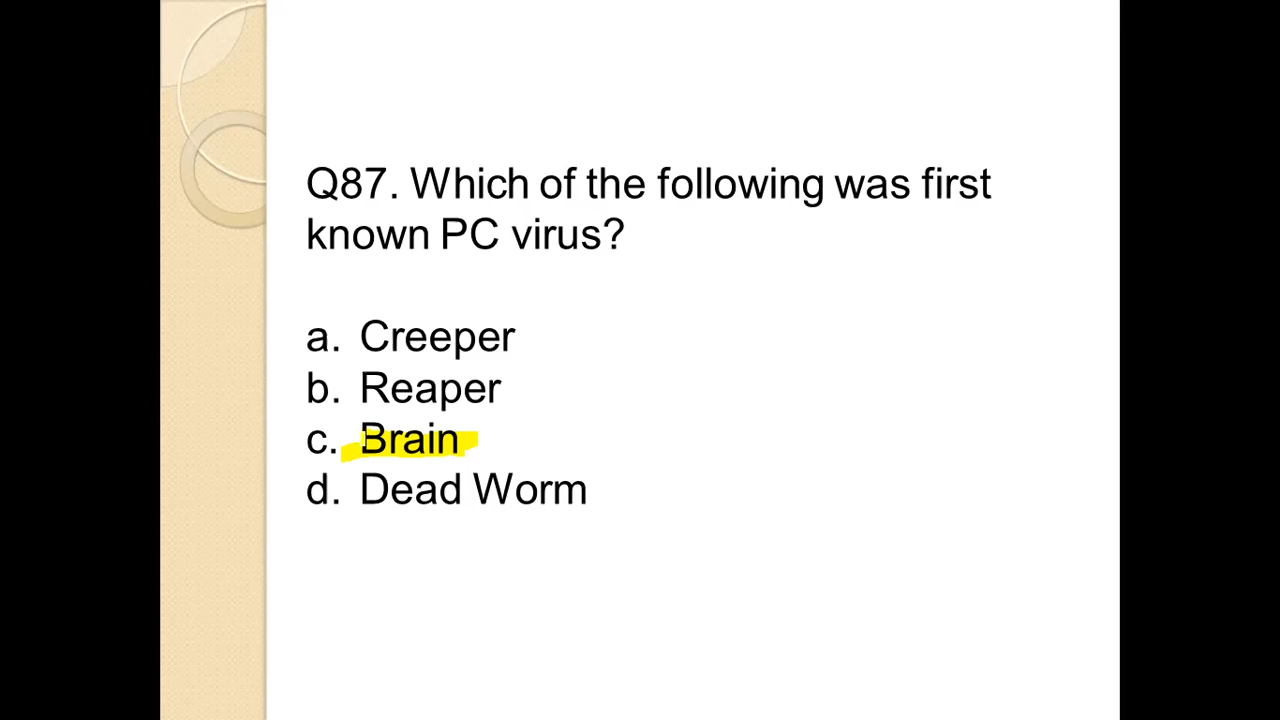 Q87. Which of the following was first
known PC virus?
a. Creeper
b. Reaper
c. Brain
d. Dead Worm